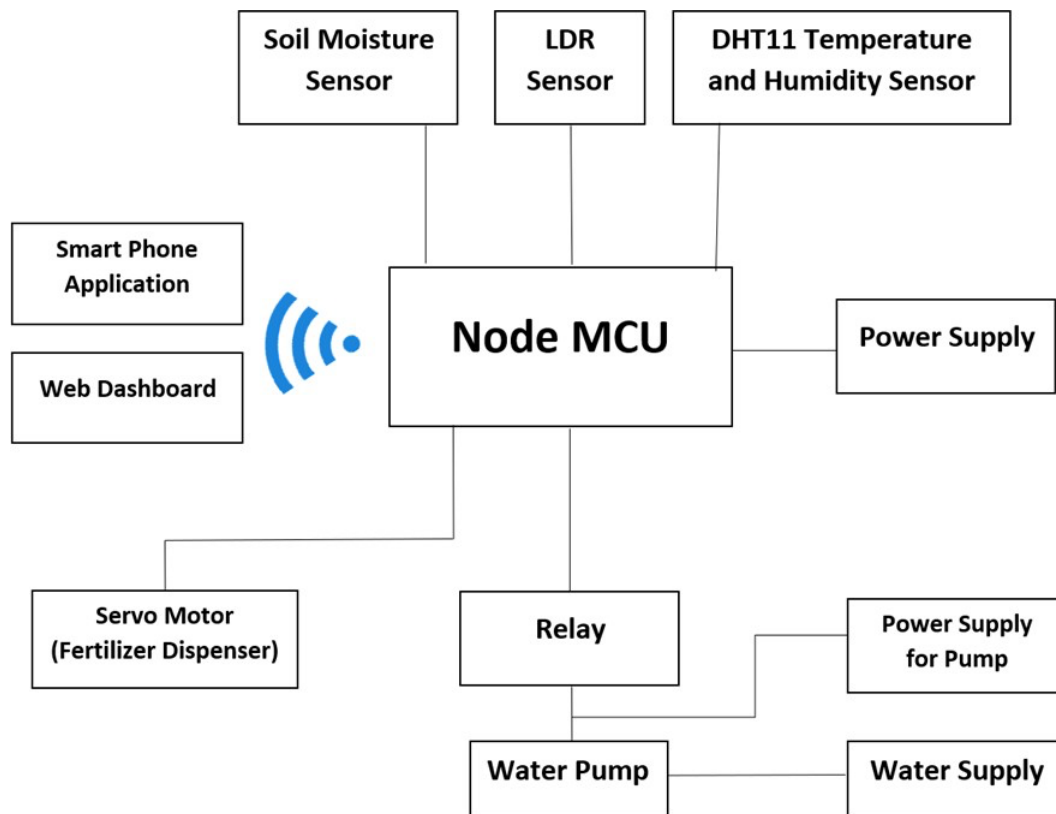 Soil Moisture
Sensor
LDR
Sensor
DHT11 Temperature
and Humidity Sensor
Smart Phone
Application
Web Dashboard
Node MCU
Power Supply
Servo Motor
(Fertilizer Dispenser)
Relay
Power Supply
for Pump
Water Pump
Water Supply